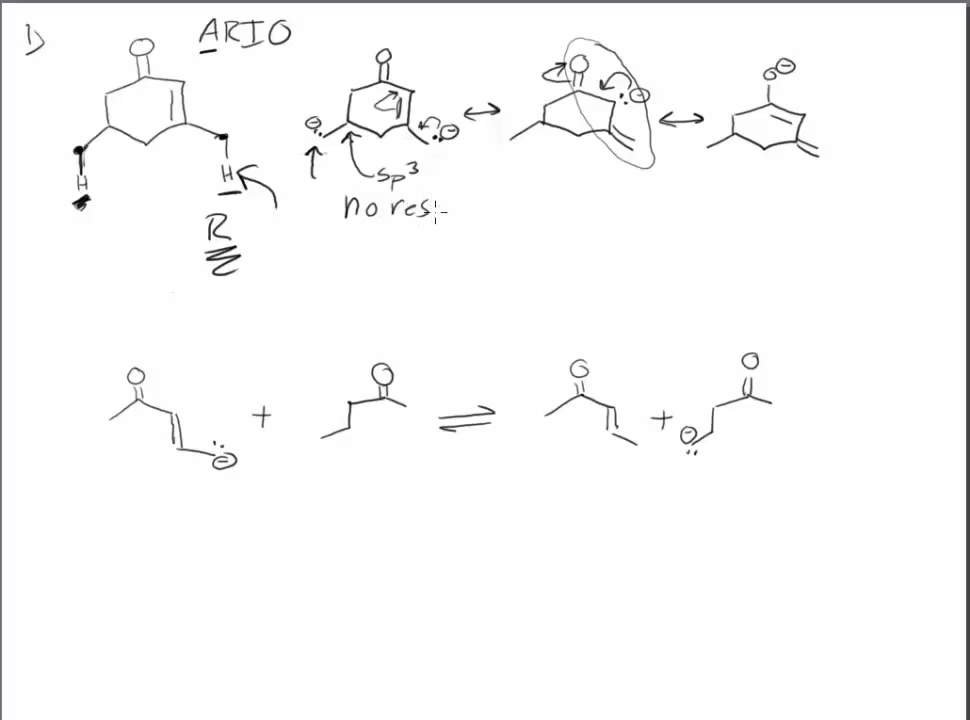 1)
ARIO
O
H
H
R
O
⊖
⊖
sp³
no res
O
⊖
O⊖
O
⊖
+
O
O
+
O
⊖